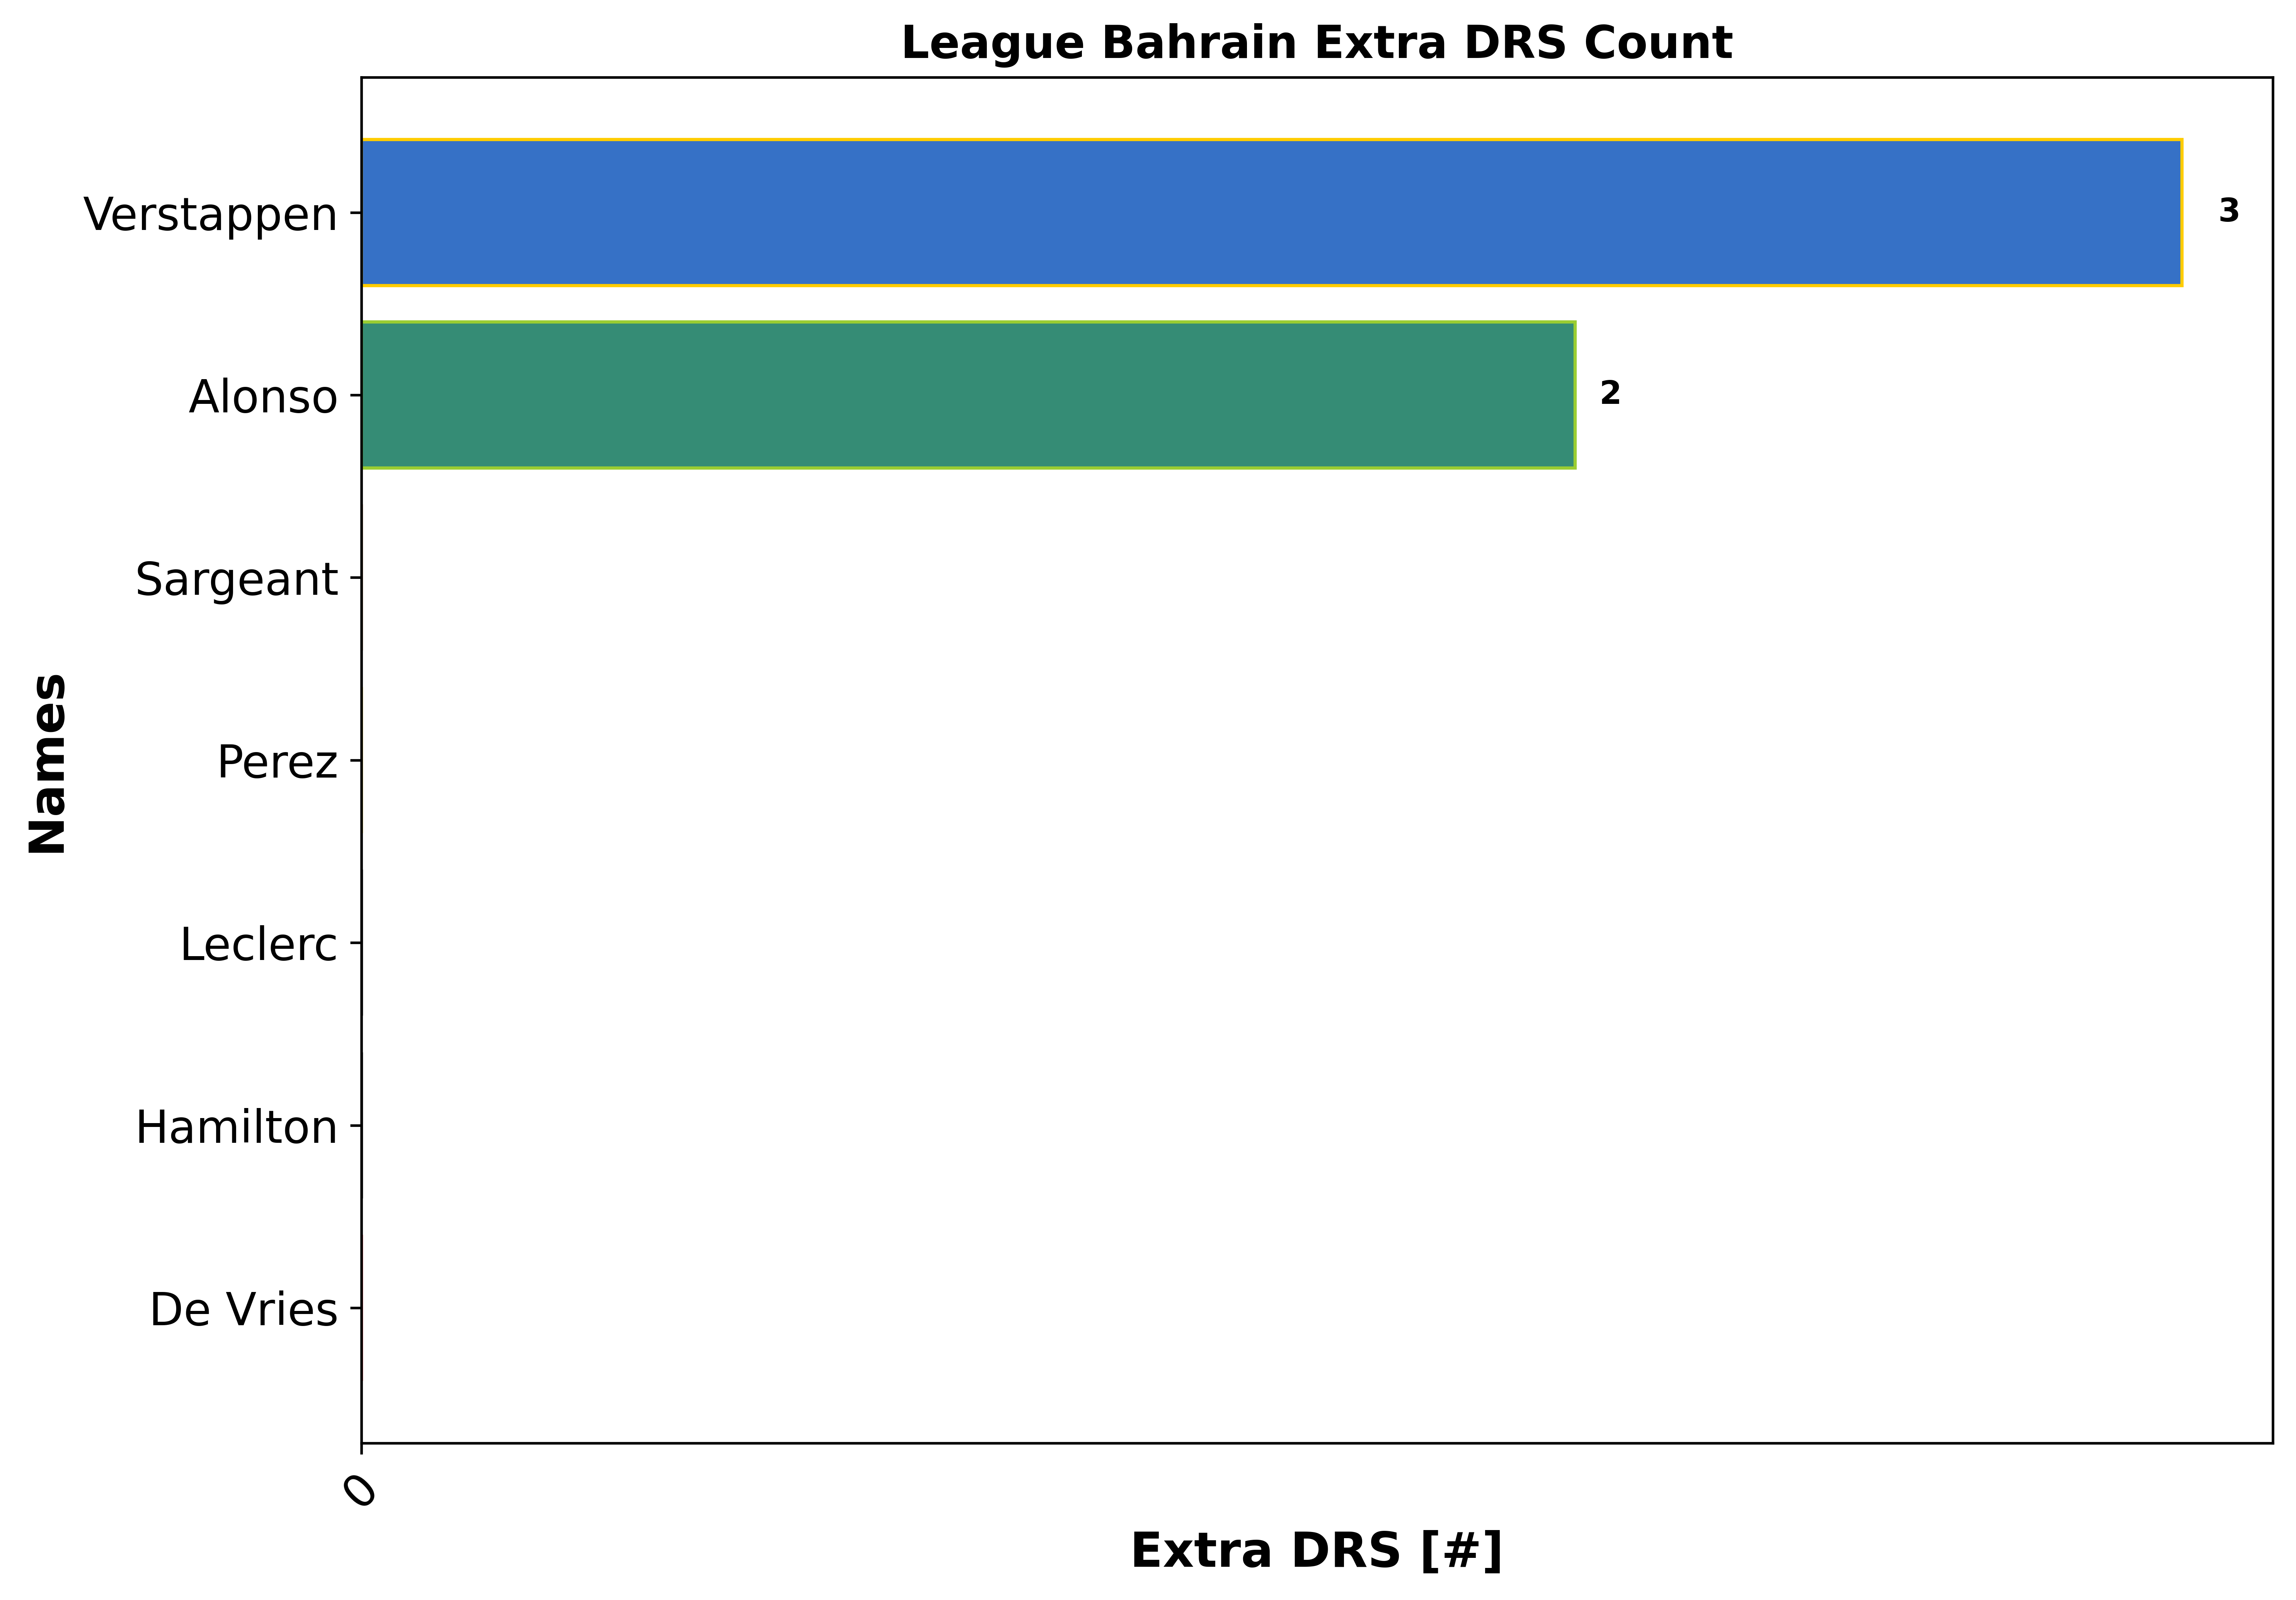 League Bahrain Extra DRS Count
Verstappen
3
Alonso
2
Sargeant
Perez
Leclerc
Hamilton
De Vries
Names
0
Extra DRS [#]